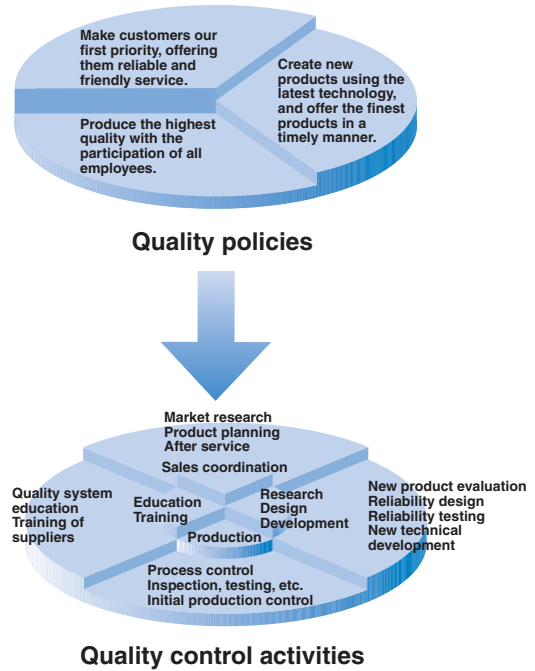 Make customers our
first priority, offering
them reliable and
friendly service.
Create new
products using the
latest technology,
and offer the finest
products in a
timely manner.
Produce the highest
quality with the
participation of all
employees.
Quality policies
Market research
Product planning
After service
Sales coordination
Quality system
education
Training of
suppliers
Education
Training
Research
Design
Development
Production
New product evaluation
Reliability design
Reliability testing
New technical
development
Process control
Inspection, testing, etc.
Initial production control
Quality control activities